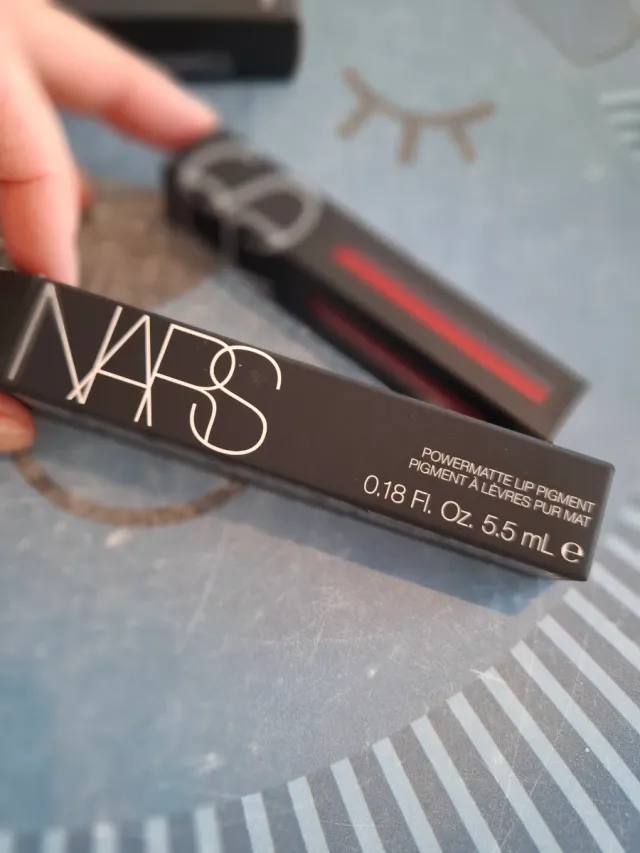 NARS
POWERMATTE LIP PIGMENT
PIGMENT À LÈVRES PUR MAT
0.18 Fl. Oz. 5.5 mL ℮